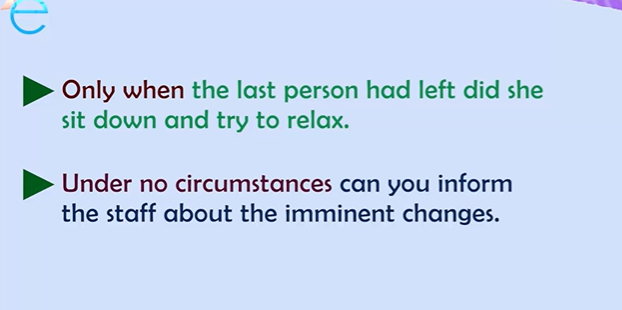 e
Only when the last person had left did she
sit down and try to relax.
Under no circumstances can you inform
the staff about the imminent changes.